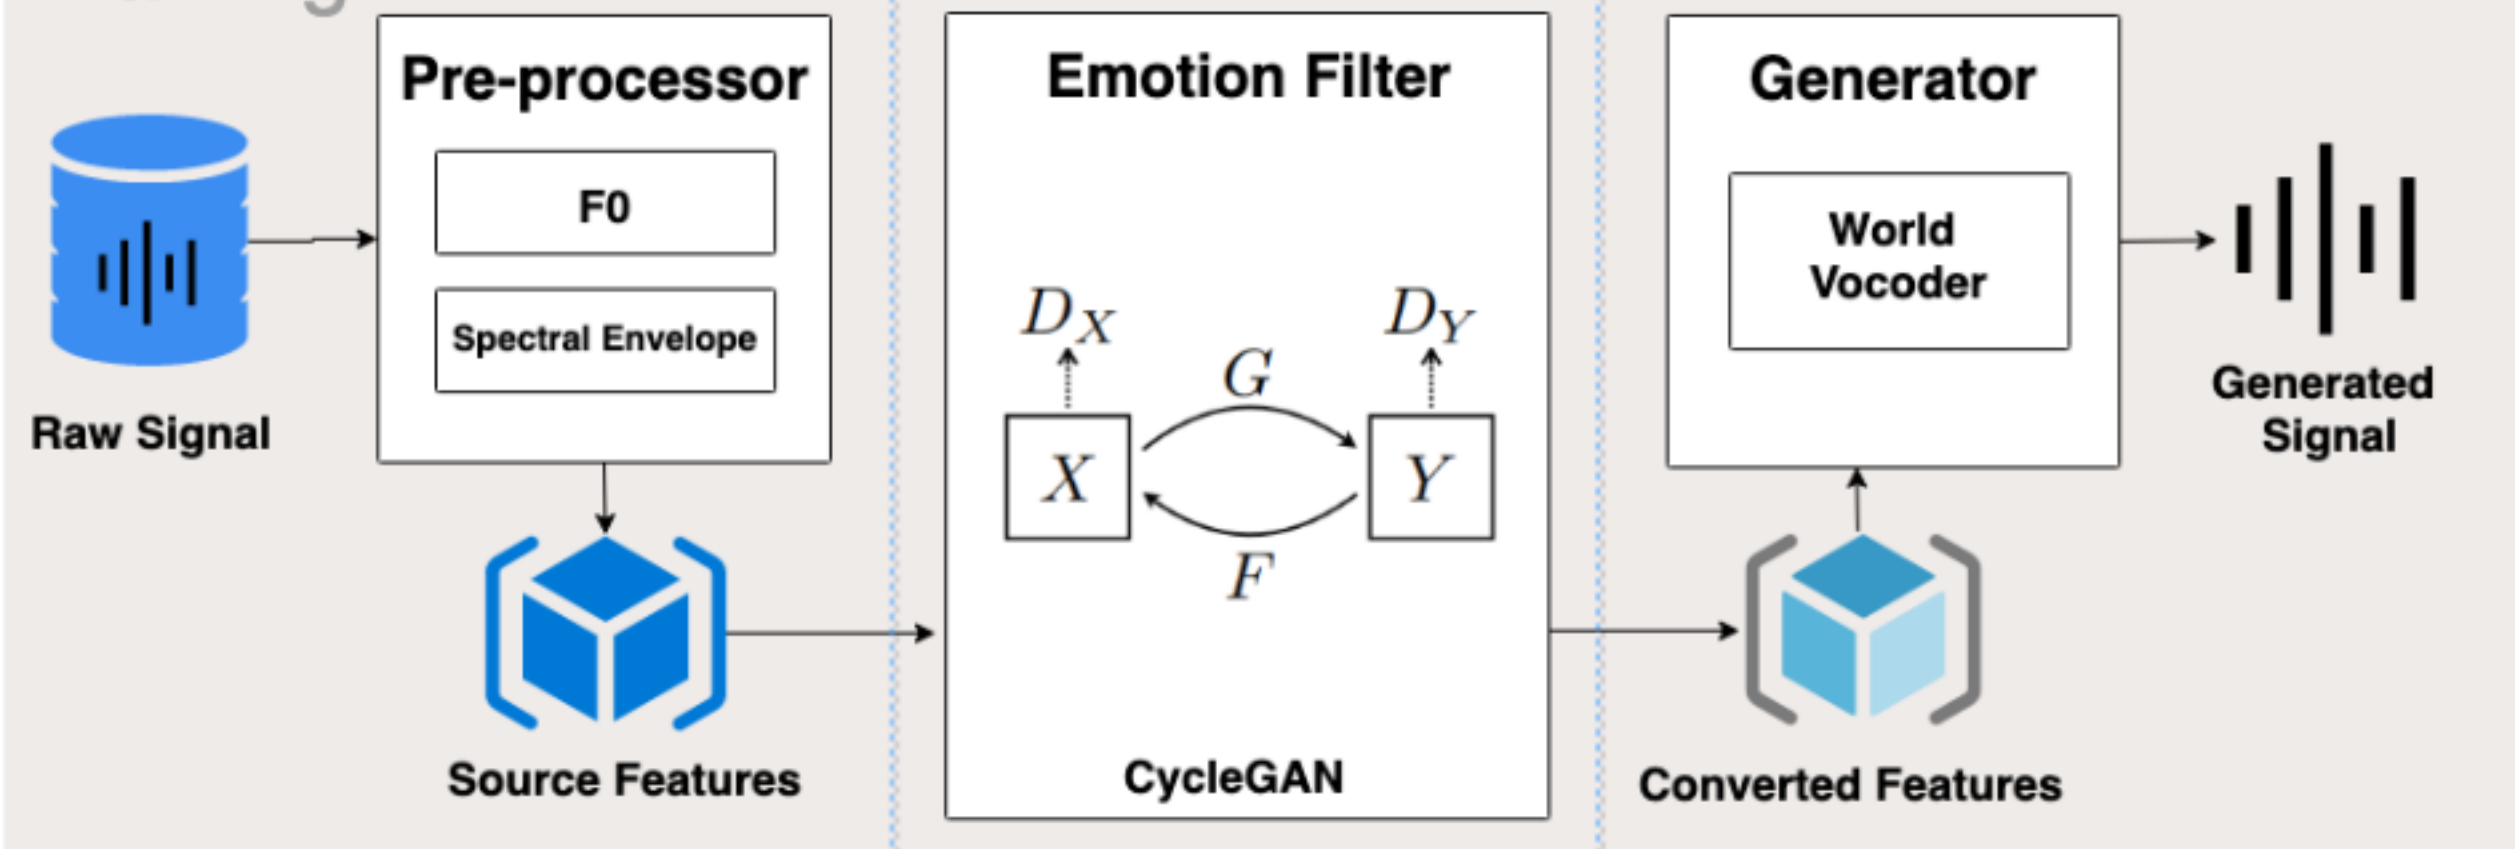 Pre-processor
F0
Spectral Envelope
Raw Signal
Source Features
Emotion Filter
D_X
D_Y
G
X
Y
F
CycleGAN
Generator
World
Vocoder
Generated
Signal
Converted Features